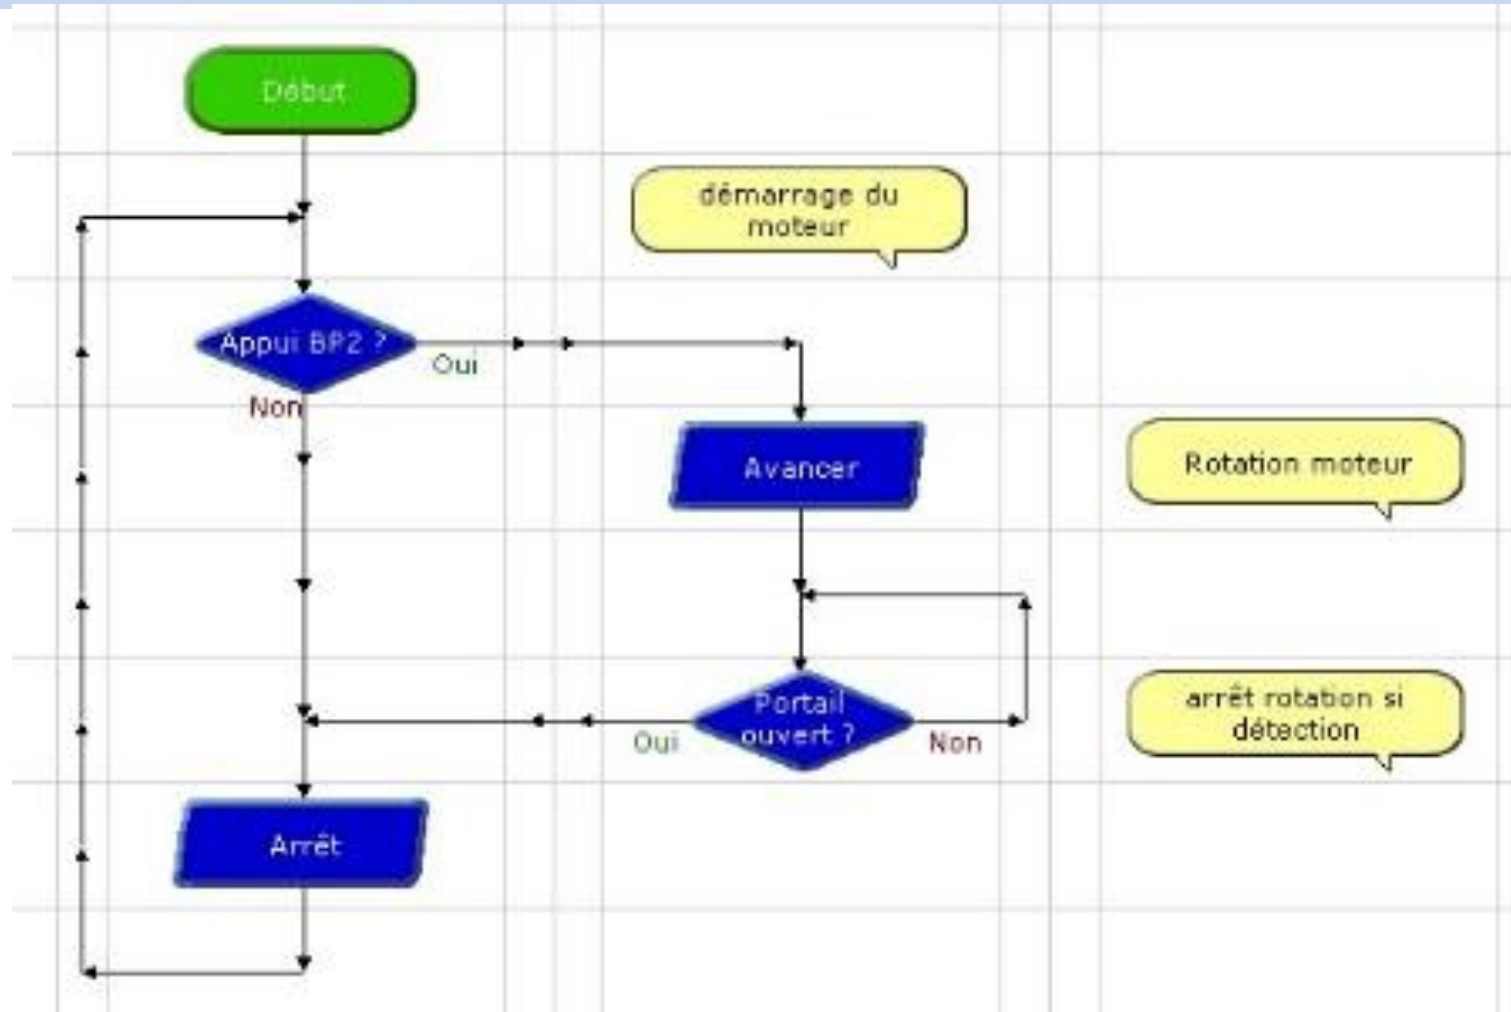 Début
démarrage du
moteur
Appui BP2 ?
Oui
Non
Avancer
Rotation moteur
Portail
ouvert ?
Oui
Non
arrêt rotation si
détection
Arrêt